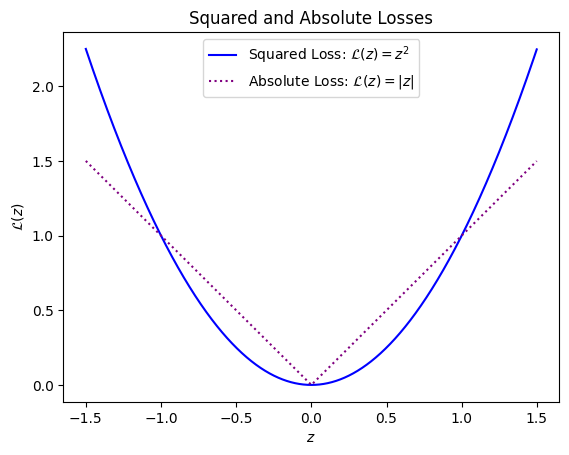 Squared and Absolute Losses
Squared Loss: ℒ(z) = z²
Absolute Loss: ℒ(z) = |z|
ℒ(z)
2.0
1.5
1.0
0.5
0.0
−1.5 −1.0 −0.5 0.0 0.5 1.0 1.5
z